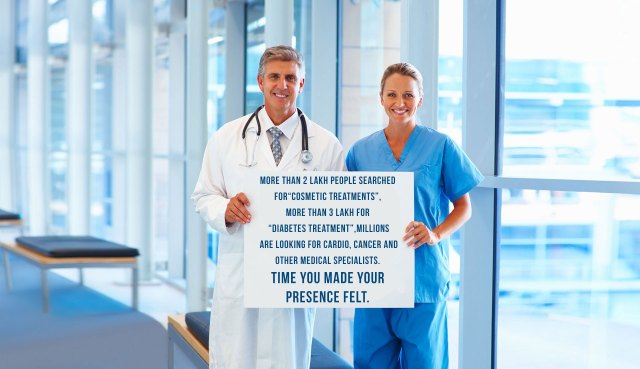 MORE THAN 2 LAKH PEOPLE SEARCHED
FOR"COSMETIC TREATMENTS",
MORE THAN 3 LAKH FOR
"DIABETES TREATMENT",MILLIONS
ARE LOOKING FOR CARDIO, CANCER AND
OTHER MEDICAL SPECIALISTS.
TIME YOU MADE YOUR
PRESENCE FELT.